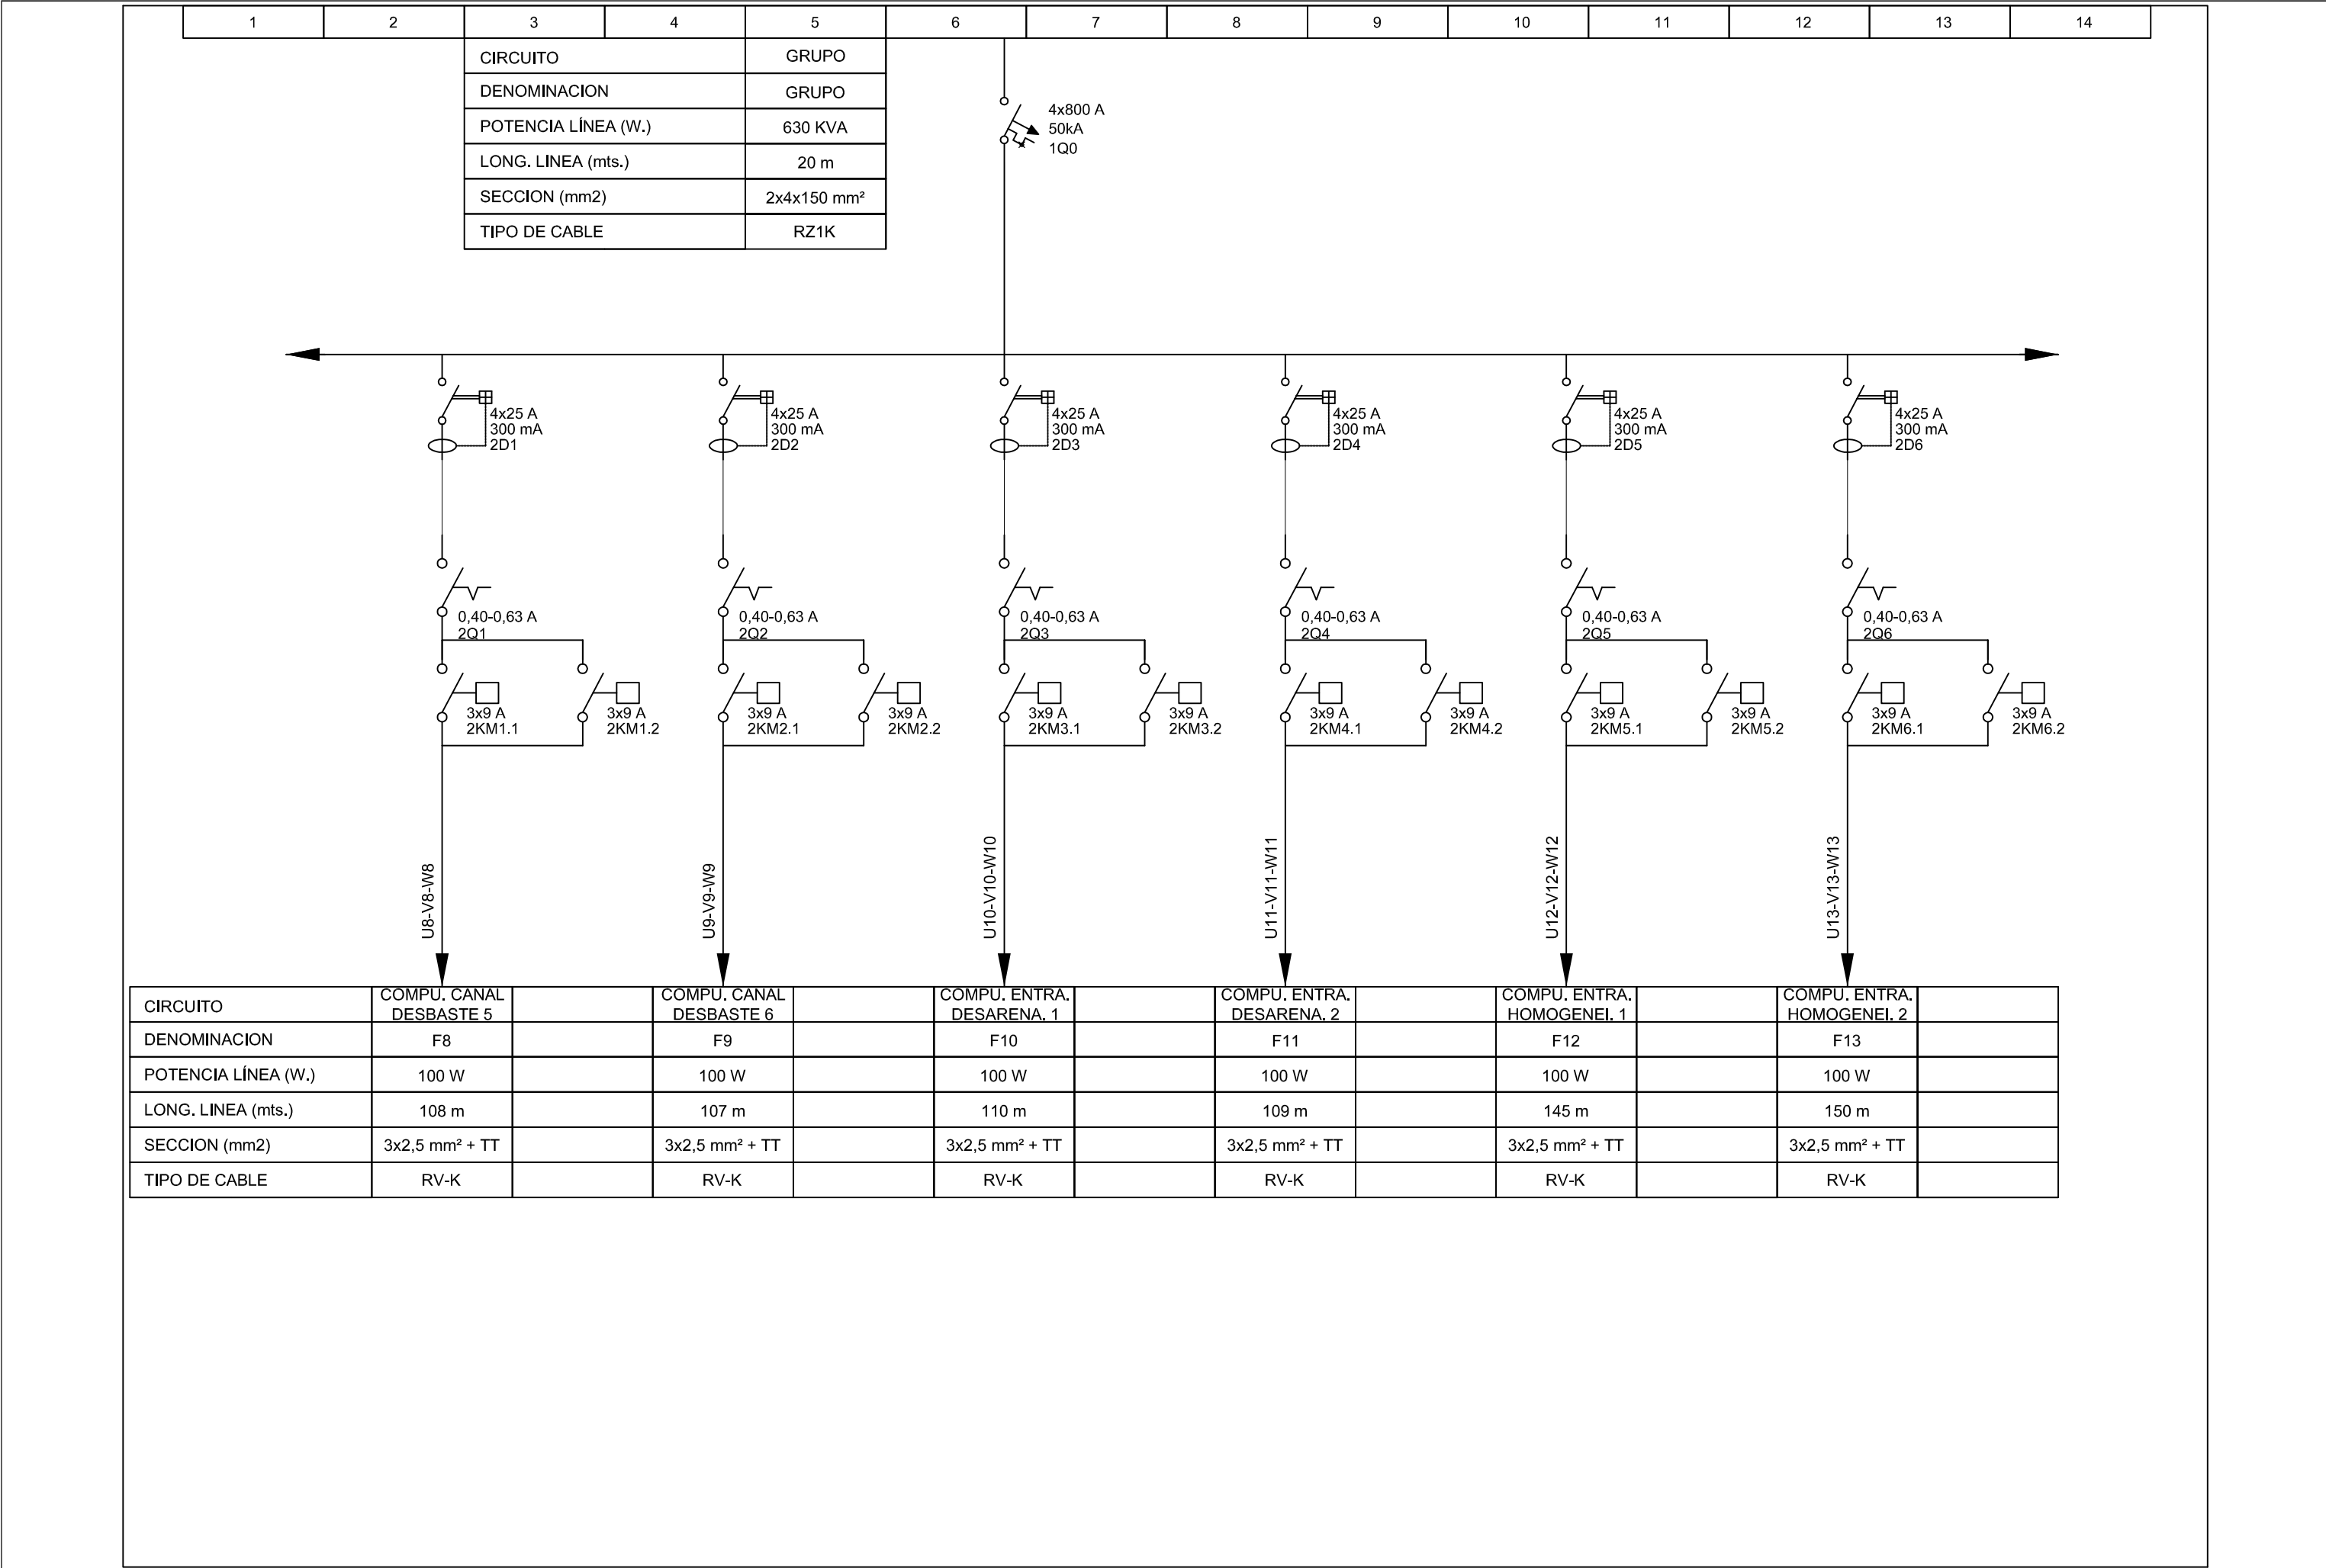 1 2 3 4 5 6 7 8 9 10 11 12 13 14
CIRCUITO GRUPO
DENOMINACION GRUPO
POTENCIA LÍNEA (W.) 630 KVA
LONG. LINEA (mts.) 20 m
SECCION (mm2) 2x4x150 mm²
TIPO DE CABLE RZ1K
4x800 A
50kA
1Q0
4x25 A 4x25 A 4x25 A 4x25 A 4x25 A 4x25 A
300 mA 300 mA 300 mA 300 mA 300 mA 300 mA
2D1 2D2 2D3 2D4 2D5 2D6
0,40-0,63 A 0,40-0,63 A 0,40-0,63 A 0,40-0,63 A 0,40-0,63 A 0,40-0,63 A
2Q1 2Q2 2Q3 2Q4 2Q5 2Q6
3x9 A 3x9 A 3x9 A 3x9 A 3x9 A 3x9 A 3x9 A 3x9 A 3x9 A 3x9 A 3x9 A 3x9 A
2KM1.1 2KM1.2 2KM2.1 2KM2.2 2KM3.1 2KM3.2 2KM4.1 2KM4.2 2KM5.1 2KM5.2 2KM6.1 2KM6.2
U8-V8-W8 U9-V9-W9 U10-V10-W10 U11-V11-W11 U12-V12-W12 U13-V13-W13
CIRCUITO COMPU. CANAL COMPU. CANAL COMPU. ENTRA. COMPU. ENTRA. COMPU. ENTRA. COMPU. ENTRA.
DESBASTE 5 DESBASTE 6 DESARENA. 1 DESARENA. 2 HOMOGENEI. 1 HOMOGENEI. 2
DENOMINACION F8 F9 F10 F11 F12 F13
POTENCIA LÍNEA (W.) 100 W 100 W 100 W 100 W 100 W 100 W
LONG. LINEA (mts.) 108 m 107 m 110 m 109 m 145 m 150 m
SECCION (mm2) 3x2,5 mm² + TT 3x2,5 mm² + TT 3x2,5 mm² + TT 3x2,5 mm² + TT 3x2,5 mm² + TT 3x2,5 mm² + TT
TIPO DE CABLE RV-K RV-K RV-K RV-K RV-K RV-K